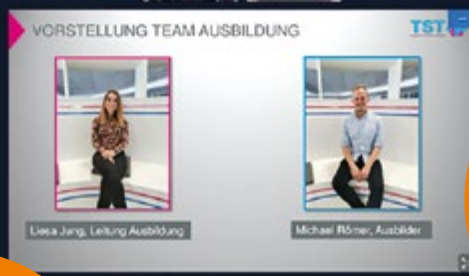 VORSTELLUNG TEAM AUSBILDUNG
TST
Liesa Jung, Leitung Ausbildung
Michael Römer, Ausbilder